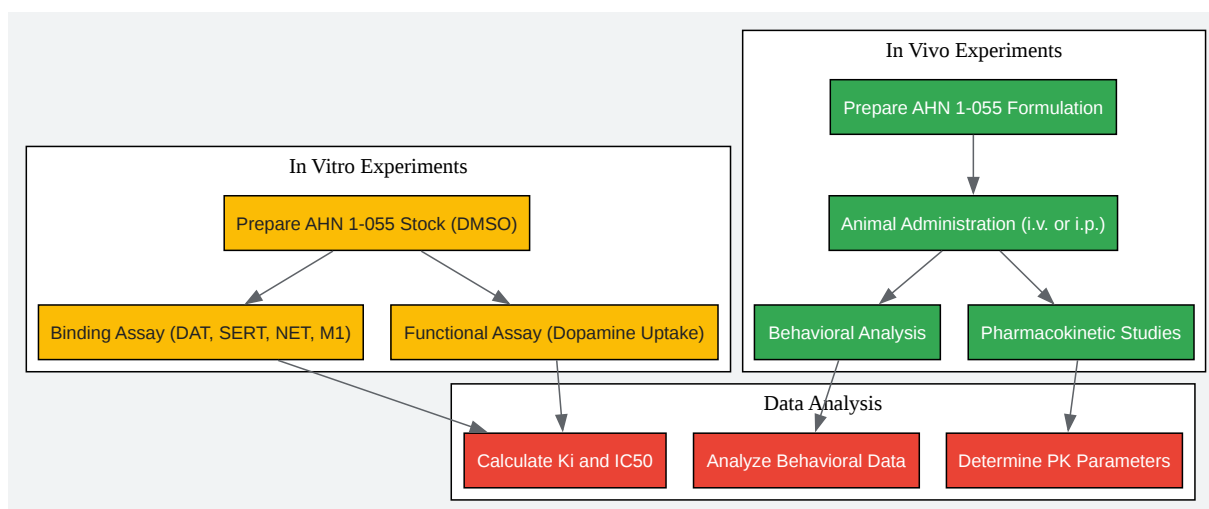 In Vivo Experiments
Prepare AHN 1-055 Formulation
In Vitro Experiments
Prepare AHN 1-055 Stock (DMSO)
Animal Administration (i.v. or i.p.)
Binding Assay (DAT, SERT, NET, M1)
Functional Assay (Dopamine Uptake)
Behavioral Analysis
Pharmacokinetic Studies
Data Analysis
Calculate Ki and IC50
Analyze Behavioral Data
Determine PK Parameters